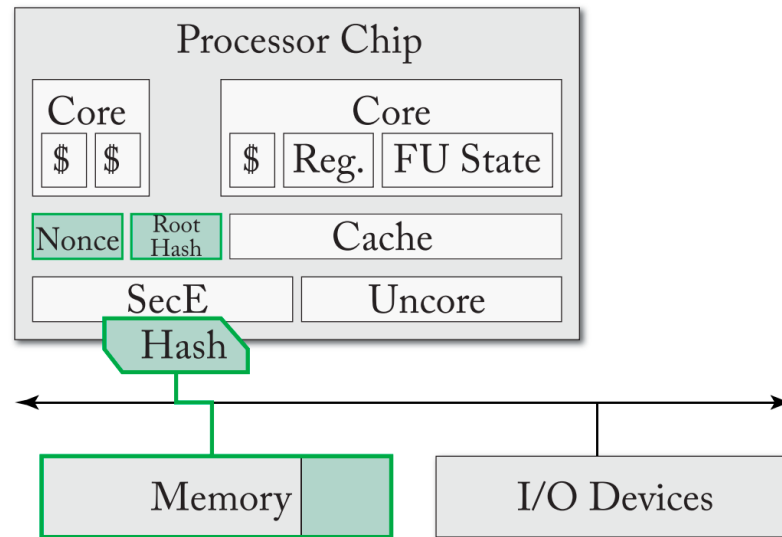 Processor Chip
Core
$ $
Core
$ Reg. FU State
Nonce
Root
Hash
Cache
SecE
Uncore
Hash
Memory
I/O Devices